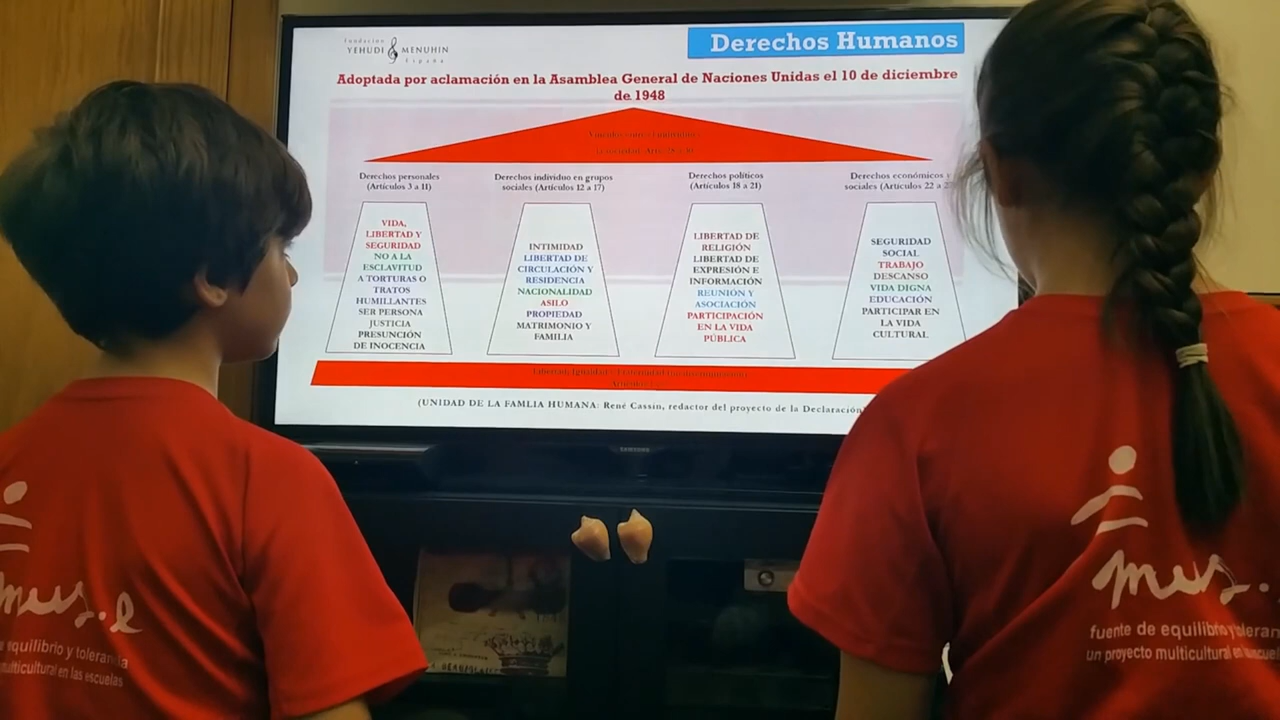 Fundación
YEHUDI MENUHIN
España
Derechos Humanos
Adoptada por aclamación en la Asamblea General de Naciones Unidas el 10 de diciembre
de 1948
Derechos personales
(Artículos 3 a 11)
Derechos individuo en grupos
sociales (Artículos 12 a 17)
Derechos políticos
(Artículos 18 a 21)
Derechos económicos
sociales (Artículos 22 a
VIDA,
LIBERTAD Y
SEGURIDAD
NO A LA
ESCLAVITUD
A TORTURAS O
TRATOS
HUMILLANTES
SER PERSONA
JUSTICIA
PRESUNCIÓN
DE INOCENCIA
INTIMIDAD
LIBERTAD DE
CIRCULACIÓN Y
RESIDENCIA
NACIONALIDAD
ASILO
PROPIEDAD
MATRIMONIO Y
FAMILIA
LIBERTAD DE
RELIGIÓN
LIBERTAD DE
EXPRESIÓN E
INFORMACIÓN
REUNIÓN Y
ASOCIACIÓN
PARTICIPACIÓN
EN LA VIDA
PÚBLICA
SEGURIDAD
SOCIAL
TRABAJO
DESCANSO
VIDA DIGNA
EDUCACIÓN
PARTICIPAR EN
LA VIDA
CULTURAL
(UNIDAD DE LA FAMLIA HUMANA: René Cassin, redactor del proyecto de la Declaración
SAMSUNG
mus.e
equilibrio y tolerancia
multicultural en las escuelas
mus.
fuente de equilibrio y toleran
un proyecto multicultural en